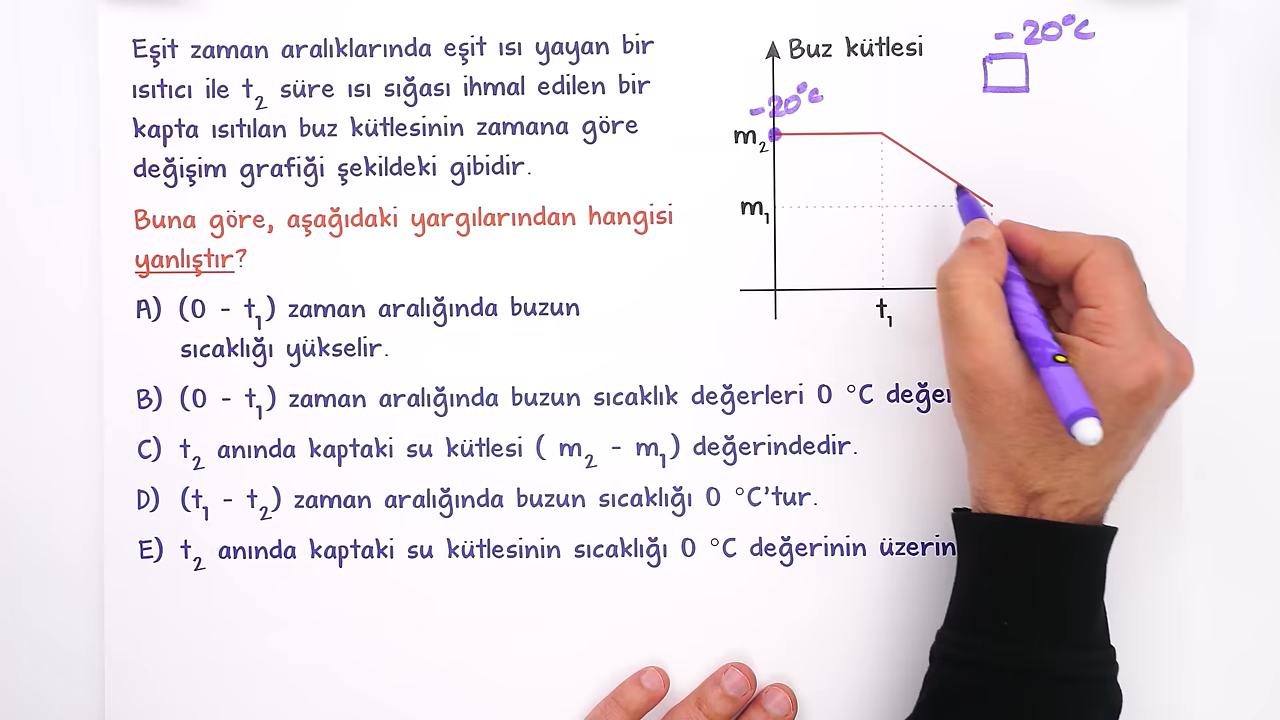 Eşit zaman aralıklarında eşit ısı yayan bir
ısıtıcı ile t₂ süre ısı sığası ihmal edilen bir
kapta ısıtılan buz kütlesinin zamana göre
değişim grafiği şekildeki gibidir.
Buna göre, aşağıdaki yargılarından hangisi
yanlıştır?
A) (0 - t₁) zaman aralığında buzun
sıcaklığı yükselir.
B) (0 - t₁) zaman aralığında buzun sıcaklık değerleri 0 °C
C) t₂ anında kaptaki su kütlesi ( m₂ - m₁) değerindedir.
D) (t₁ - t₂) zaman aralığında buzun sıcaklığı 0 °C'tur.
E) t₂ anında kaptaki su kütlesinin sıcaklığı 0 °C değerinin
Buz kütlesi
-20°C
-20°C
m₂
m₁
t₁